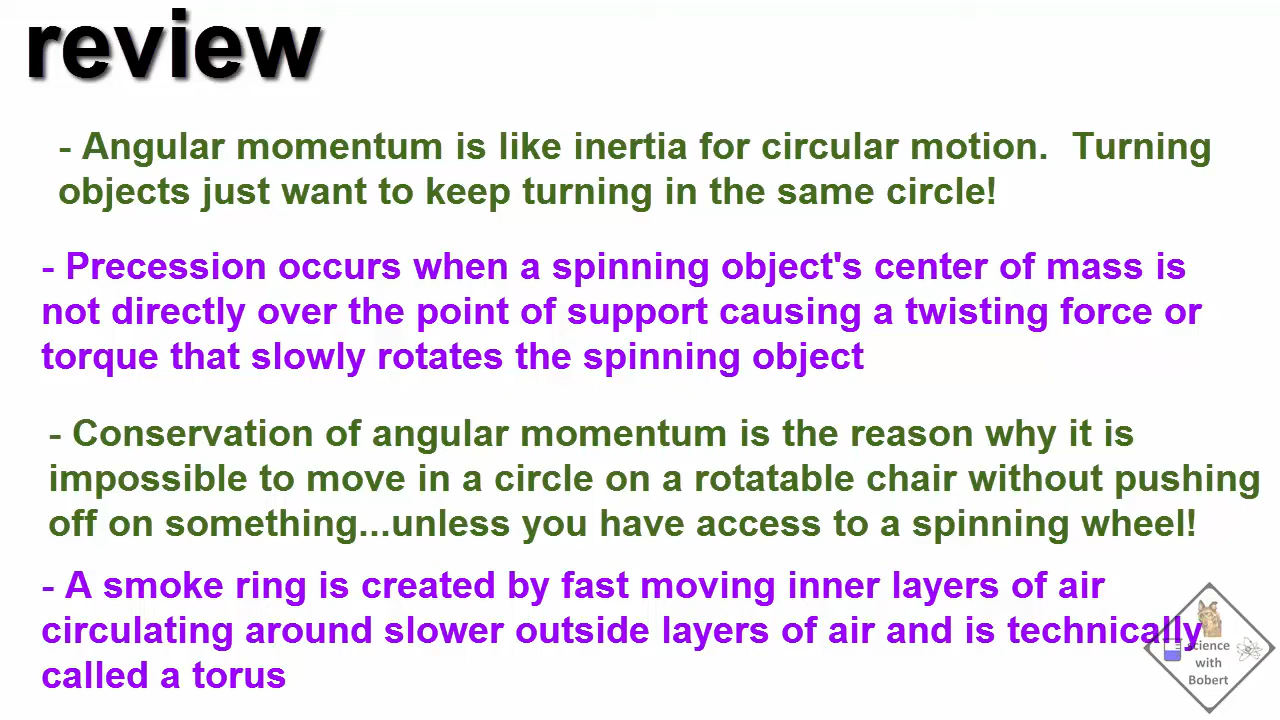 review
- Angular momentum is like inertia for circular motion.  Turning
objects just want to keep turning in the same circle!
- Precession occurs when a spinning object's center of mass is
not directly over the point of support causing a twisting force or
torque that slowly rotates the spinning object
- Conservation of angular momentum is the reason why it is
impossible to move in a circle on a rotatable chair without pushing
off on something...unless you have access to a spinning wheel!
- A smoke ring is created by fast moving inner layers of air
circulating around slower outside layers of air and is technically
called a torus
Science
with
Bobert